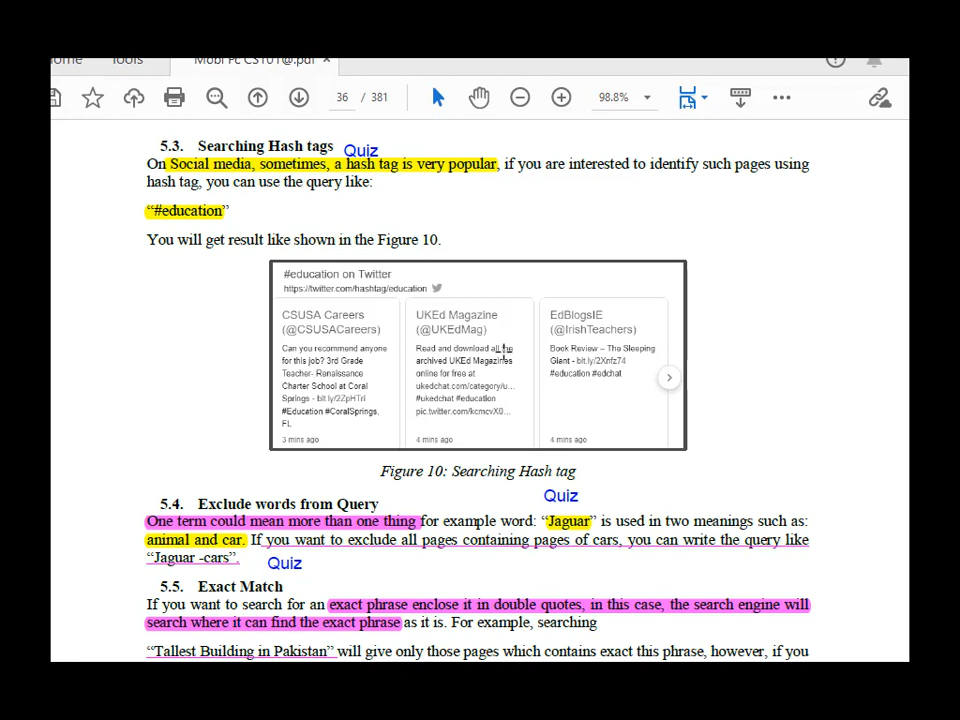 Tools
Mobi Pc CS101@.pdf
36 / 381
98.8%
5.3. Searching Hash tags Quiz
On Social media, sometimes, a hash tag is very popular, if you are interested to identify such pages using
hash tag, you can use the query like:
“#education”
You will get result like shown in the Figure 10.
#education on Twitter
https://twitter.com/hashtag/education
CSUSA Careers
(@CSUSACareers)
Can you recommend anyone
for this job? 3rd Grade
Teacher- Renaissance
Charter School at Coral
Springs - bit.ly/2ZpHTri
#Education #CoralSprings,
FL
3 mins ago
UKEd Magazine
(@UKEdMag)
Read and download all the
archived UKEd Magazines
online for free at
ukedchat.com/category/u...
#ukedchat #education
pic.twitter.com/kcmcvX0...
4 mins ago
EdBlogsIE
(@IrishTeachers)
Book Review – The Sleeping
Giant - bit.ly/2Xnfz74
#education #edchat
4 mins ago
Figure 10: Searching Hash tag
5.4. Exclude words from Query Quiz
One term could mean more than one thing for example word: “Jaguar” is used in two meanings such as:
animal and car. If you want to exclude all pages containing pages of cars, you can write the query like
“Jaguar -cars”. Quiz
5.5. Exact Match
If you want to search for an exact phrase enclose it in double quotes, in this case, the search engine will
search where it can find the exact phrase as it is. For example, searching
“Tallest Building in Pakistan” will give only those pages which contains exact this phrase, however, if you